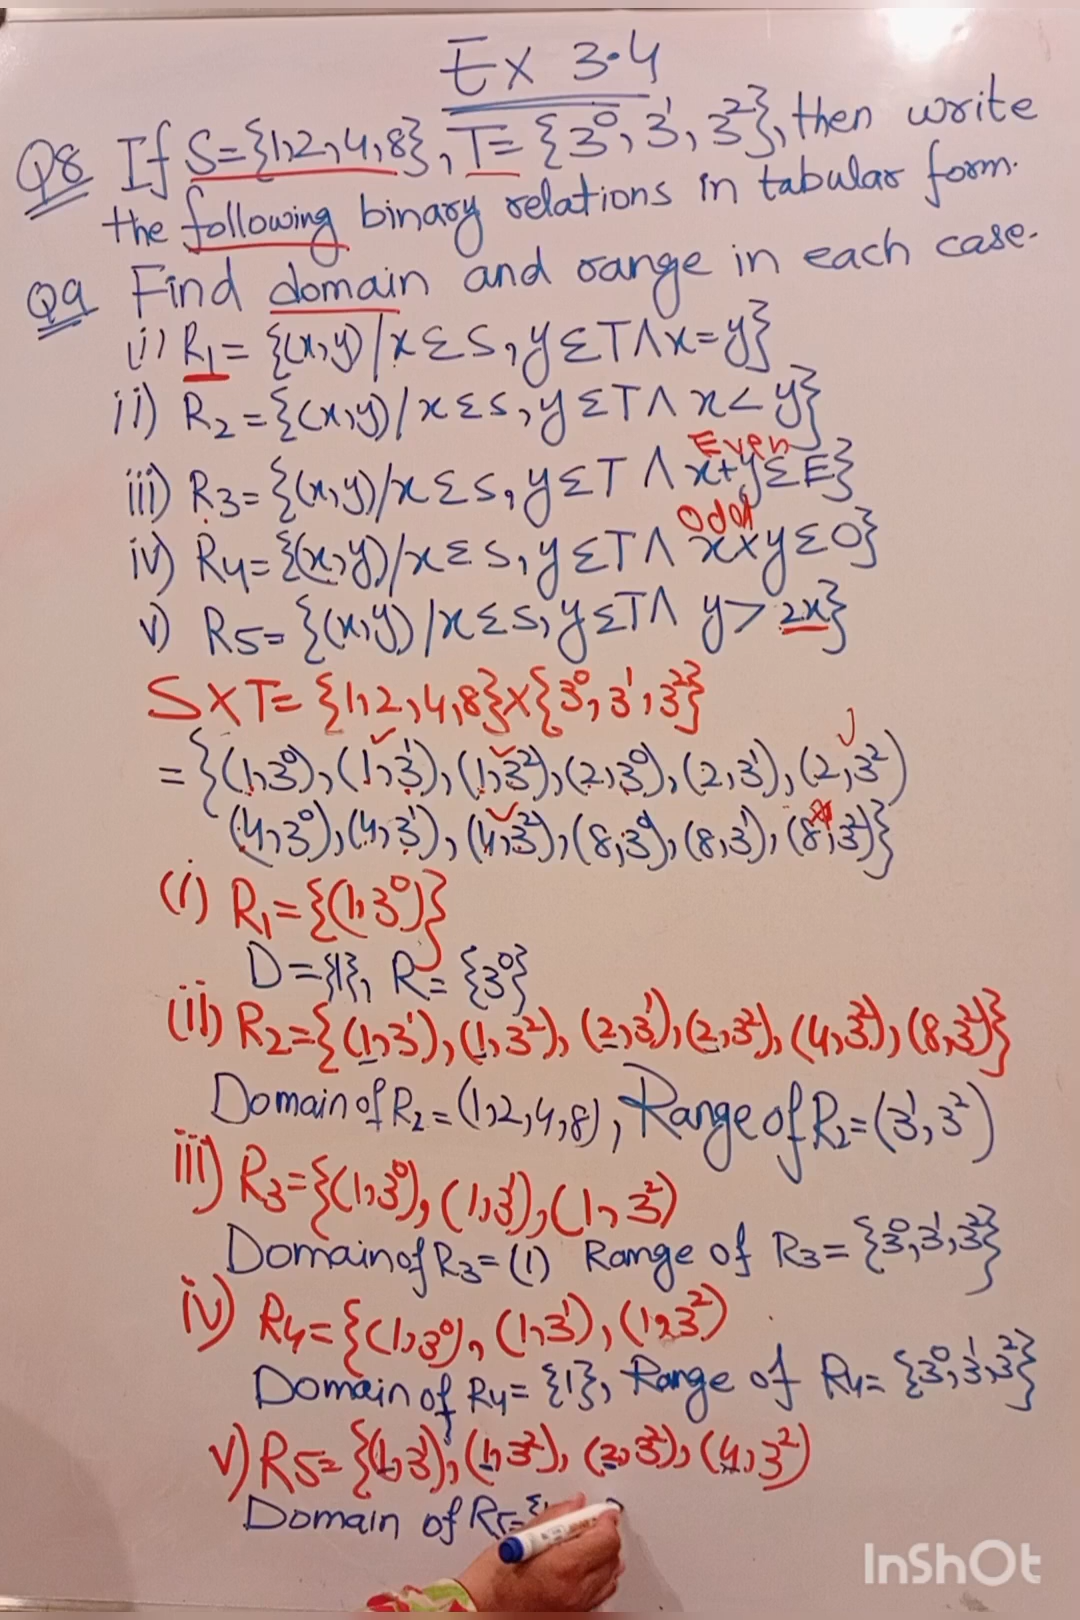 Ex 3.4
Q8 If S={1,2,4,8}, T= {3⁰, 3¹, 3²}, then write
the following binary relations in tabular form.
Q9 Find domain and range in each case.
i) R₁= {(x,y)/x Σ S, y Σ T Λ x=y}
ii) R₂={(x,y)/x Σ S, y Σ T Λ x<y}
Even
iii) R₃={(x,y)/x Σ S, y Σ T Λ x+y Σ E}
Odd
iv) R₄={(x,y)/x Σ S, y Σ T Λ x×y Σ O}
v) R₅= {(x,y)/x Σ S, y Σ T Λ y> 2x}
S×T= {1,2,4,8}×{3⁰, 3¹, 3²}
={(1,3⁰), (1,3¹), (1,3²), (2,3⁰), (2,3¹), (2,3²)
(4,3⁰), (4,3¹), (4,3²), (8,3⁰), (8,3¹), (8,3²)}
(i) R₁={(1,3⁰)}
D={1}, R= {3⁰}
(ii) R₂={(1,3¹), (1,3²), (2,3¹), (2,3²), (4,3²), (8,3²)}
Domain of R₂=(1,2,4,8), Range of R₂=(3¹,3²)
iii) R₃={(1,3⁰), (1,3¹), (1,3²)
Domain of R₃=(1) Range of R₃= {3⁰,3¹,3²}
iv) R₄={(1,3⁰), (1,3¹), (1,3²)
Domain of R₄= {1}, Range of R₄= {3⁰,3¹,3²}
v) R₅={(1,3¹), (1,3²), (2,3²), (4,3²)
Domain of R₅={
InShOt